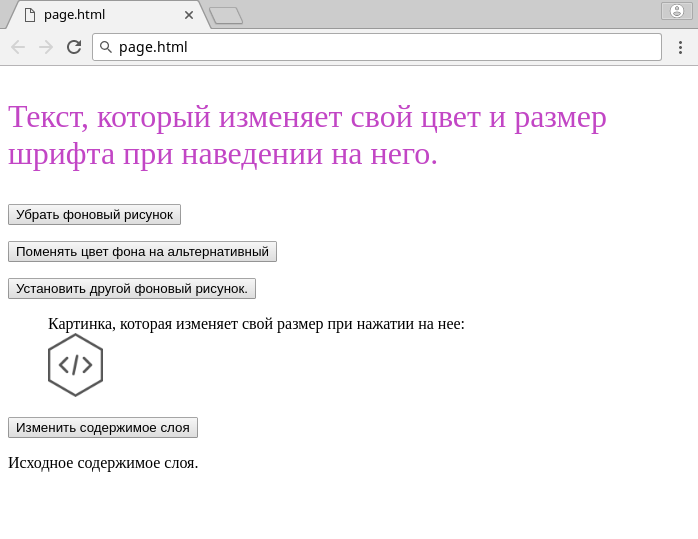 page.html
page.html
Текст, который изменяет свой цвет и размер
шрифта при наведении на него.
Убрать фоновый рисунок
Поменять цвет фона на альтернативный
Установить другой фоновый рисунок.
Картинка, которая изменяет свой размер при нажатии на нее:
</>
Изменить содержимое слоя
Исходное содержимое слоя.